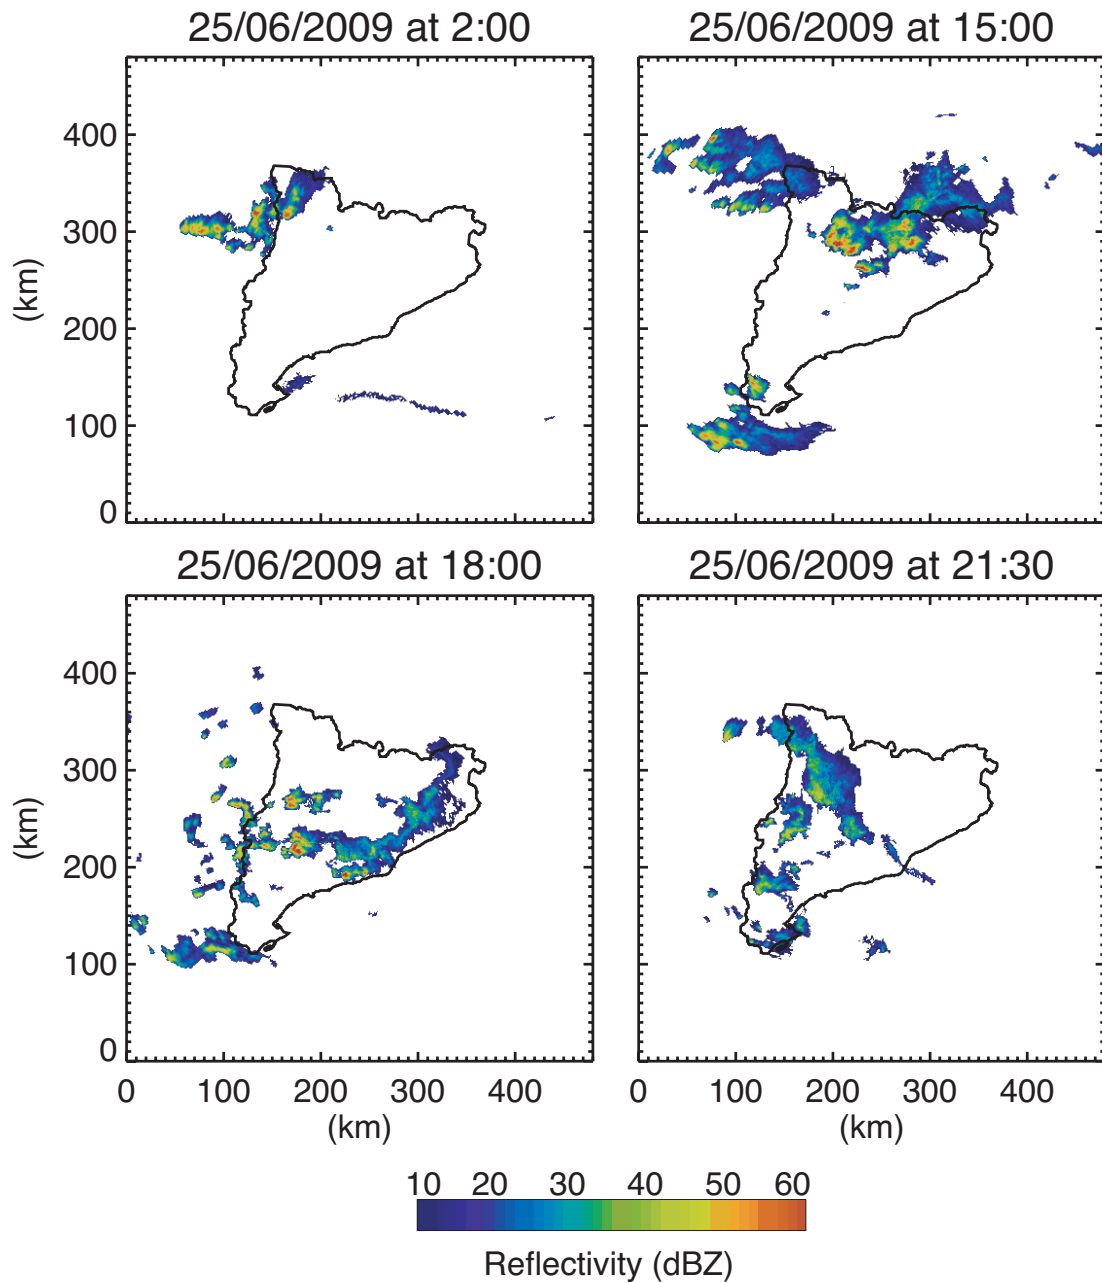 25/06/2009 at 2:00
25/06/2009 at 15:00
400
300
200
100
0
(km)
25/06/2009 at 18:00
25/06/2009 at 21:30
400
300
200
100
0
(km)
0 100 200 300 400
0 100 200 300 400
(km)
(km)
10 20 30 40 50 60
Reflectivity (dBZ)